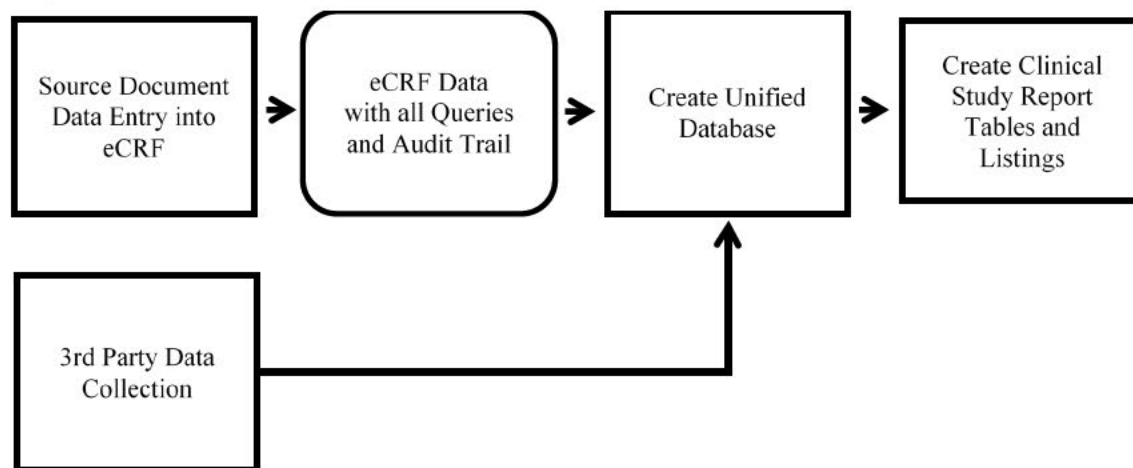 Source Document
Data Entry into
eCRF
eCRF Data
with all Queries
and Audit Trail
Create Unified
Database
Create Clinical
Study Report
Tables and
Listings
3rd Party Data
Collection